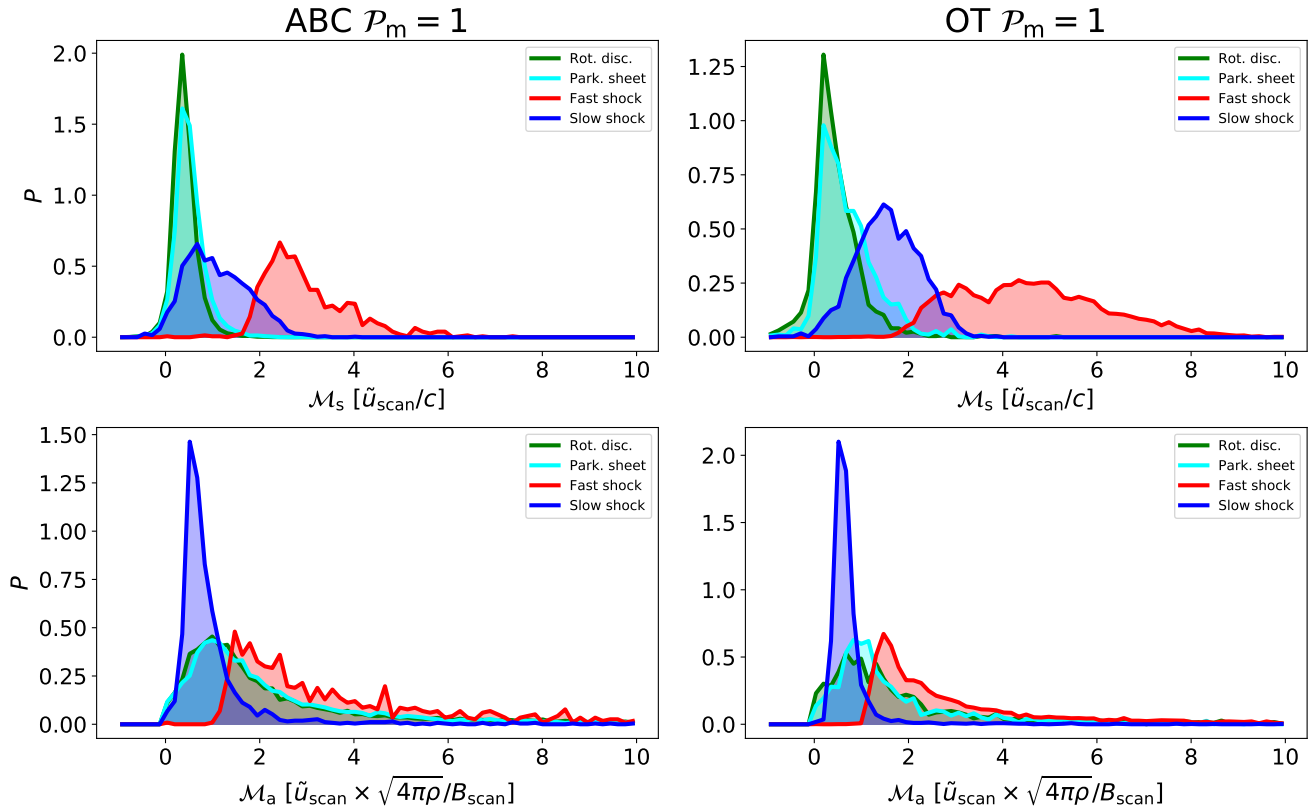 ABC 𝒫m = 1
OT 𝒫m = 1
2.0
1.5
1.0
0.5
0.0
P
0 2 4 6 8 10
ℳs [ũscan/c]
Rot. disc.
Park. sheet
Fast shock
Slow shock
1.25
1.00
0.75
0.50
0.25
0.00
0 2 4 6 8 10
ℳs [ũscan/c]
Rot. disc.
Park. sheet
Fast shock
Slow shock
1.50
1.25
1.00
0.75
0.50
0.25
0.00
P
0 2 4 6 8 10
ℳa [ũscan × √4πρ/Bscan]
Rot. disc.
Park. sheet
Fast shock
Slow shock
2.0
1.5
1.0
0.5
0.0
0 2 4 6 8 10
ℳa [ũscan × √4πρ/Bscan]
Rot. disc.
Park. sheet
Fast shock
Slow shock